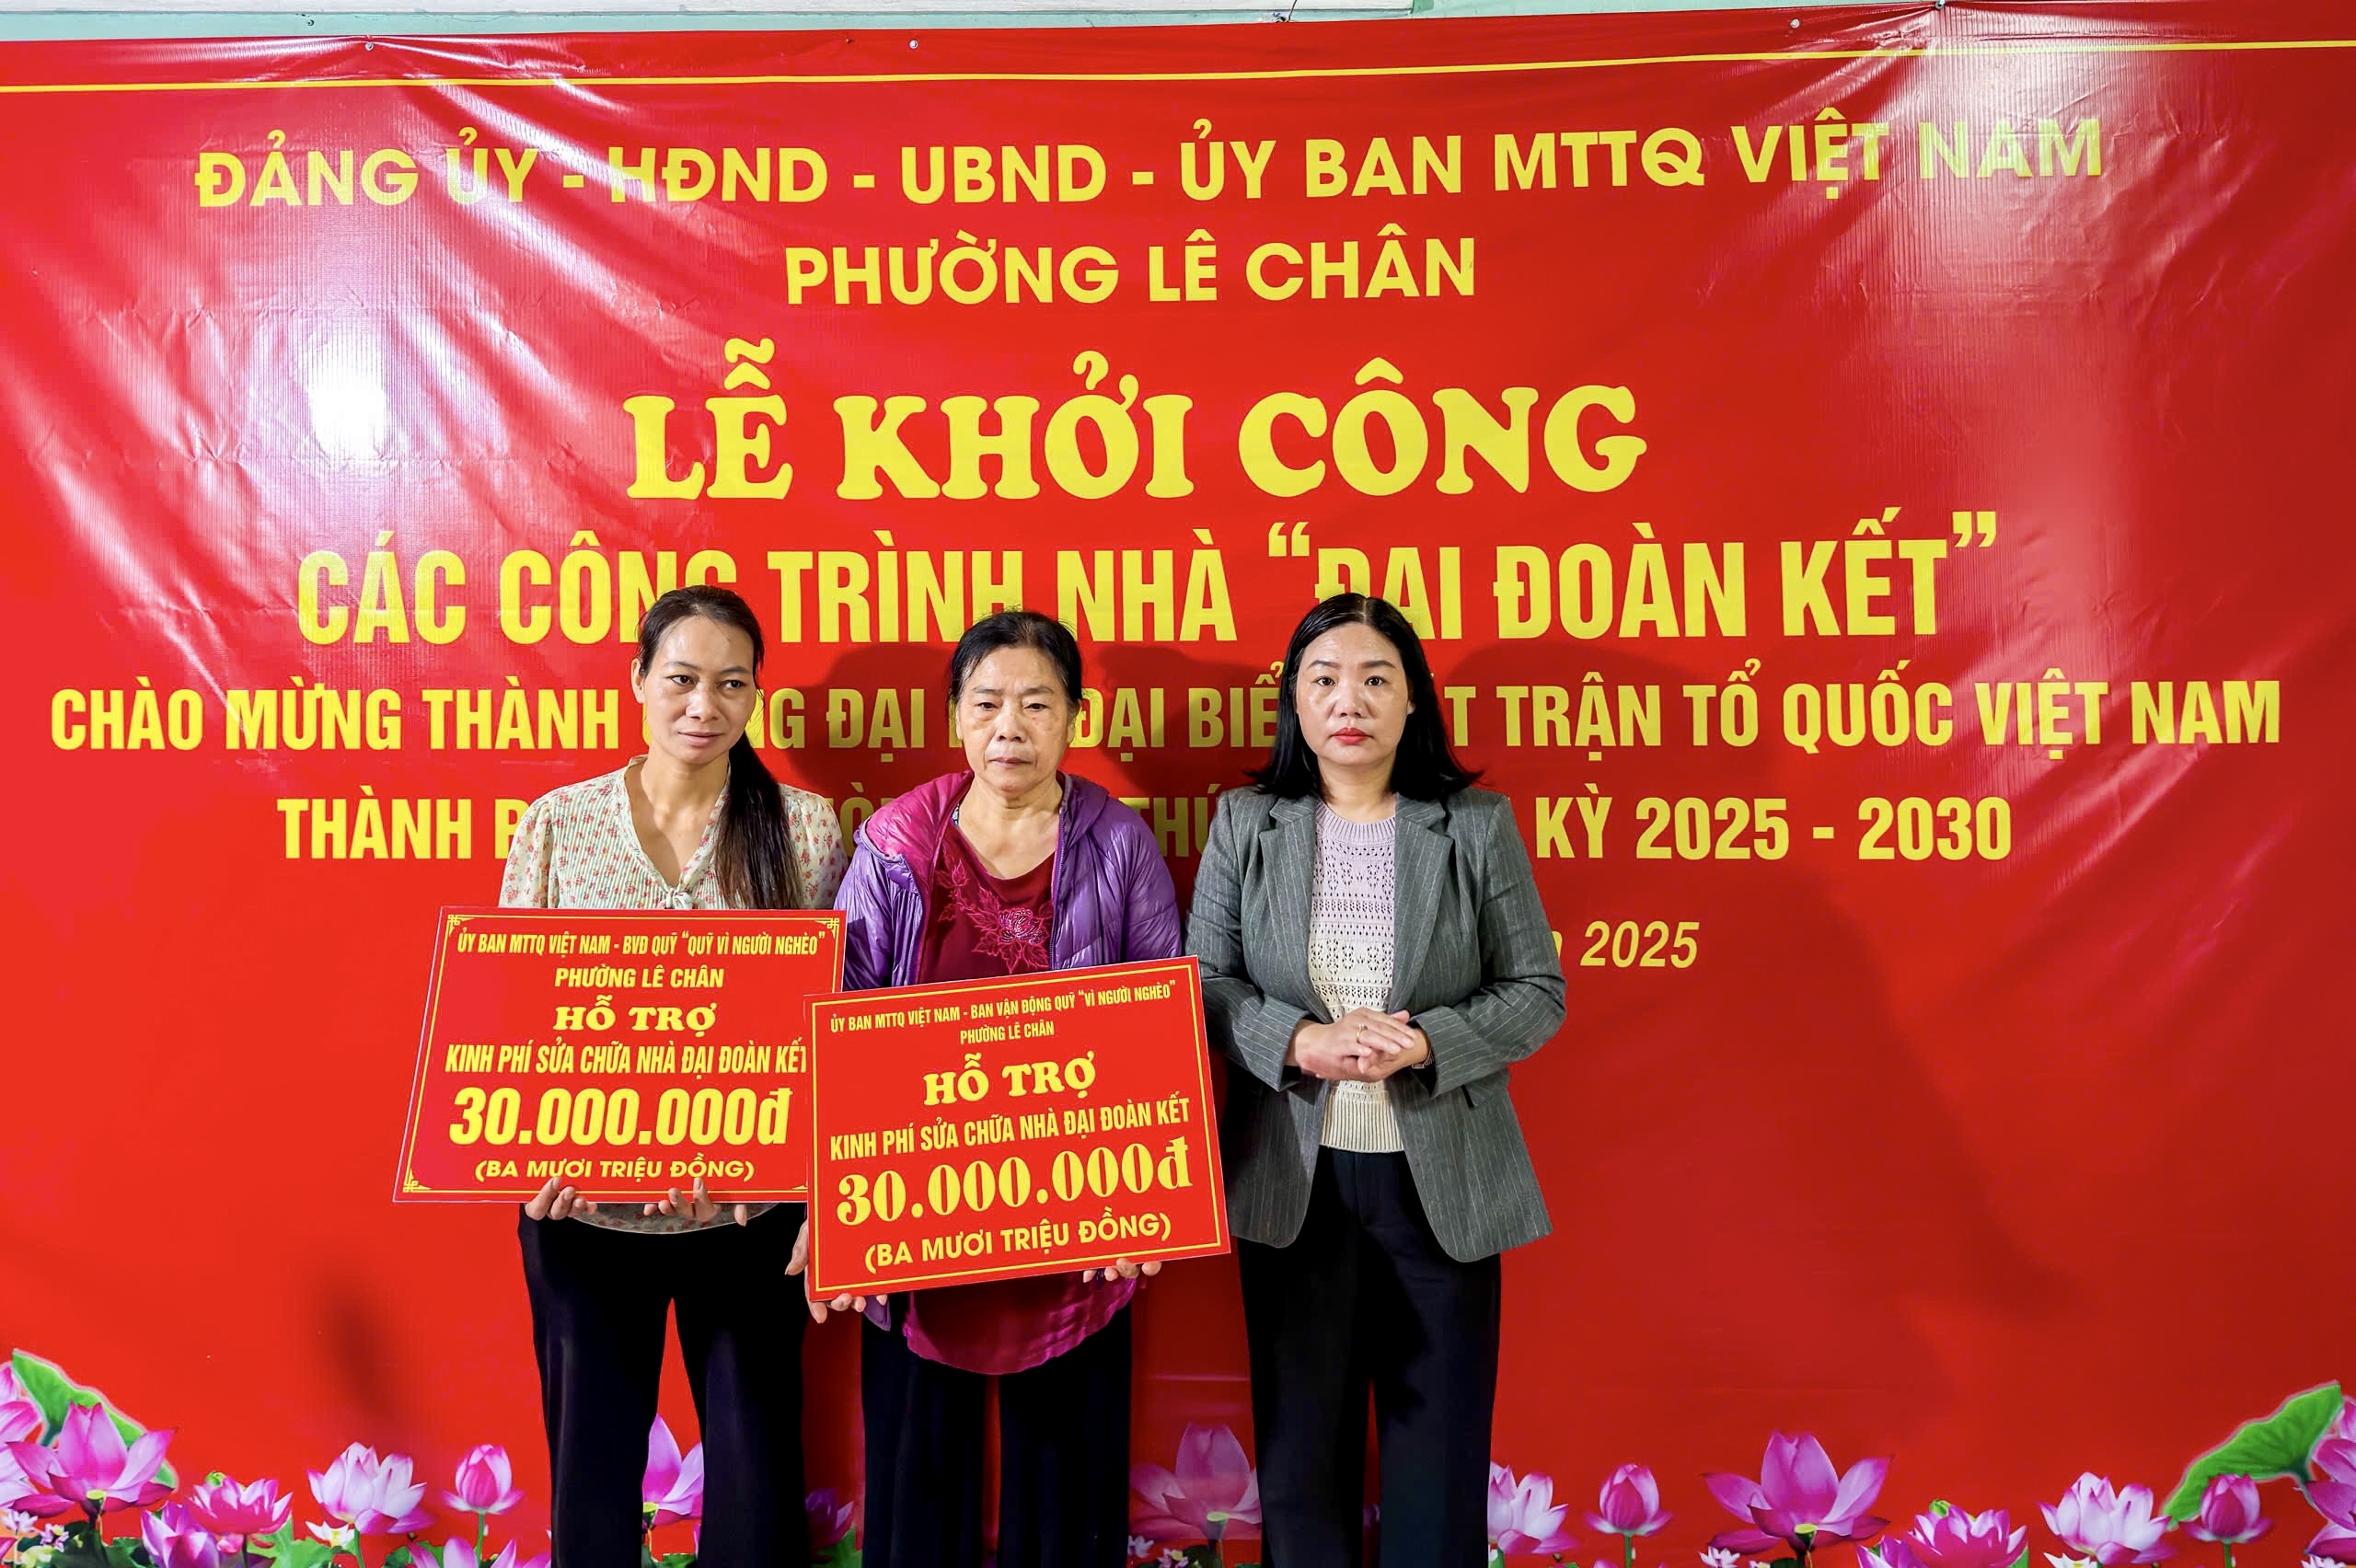 ĐẢNG ỦY - HĐND - UBND - ỦY BAN MTTQ VIỆT NAM
PHƯỜNG LÊ CHÂN
LỄ KHỞI CÔNG
CÁC CÔNG TRÌNH NHÀ “ĐẠI ĐOÀN KẾT”
CHÀO MỪNG THÀNH ĐẠI ĐẠI BIỂU TRẬN TỔ QUỐC VIỆT NAM
THÀNH KỲ 2025 - 2030
2025
ỦY BAN MTTQ VIỆT NAM - BVĐ QUỸ “QUỸ VÌ NGƯỜI NGHÈO”
PHƯỜNG LÊ CHÂN
HỖ TRỢ
KINH PHÍ SỬA CHỮA NHÀ ĐẠI ĐOÀN KẾT
30.000.000đ
(BA MƯƠI TRIỆU ĐỒNG)
ỦY BAN MTTQ VIỆT NAM - BAN VẬN ĐỘNG QUỸ “VÌ NGƯỜI NGHÈO”
PHƯỜNG LÊ CHÂN
HỖ TRỢ
KINH PHÍ SỬA CHỮA NHÀ ĐẠI ĐOÀN KẾT
30.000.000đ
(BA MƯƠI TRIỆU ĐỒNG)